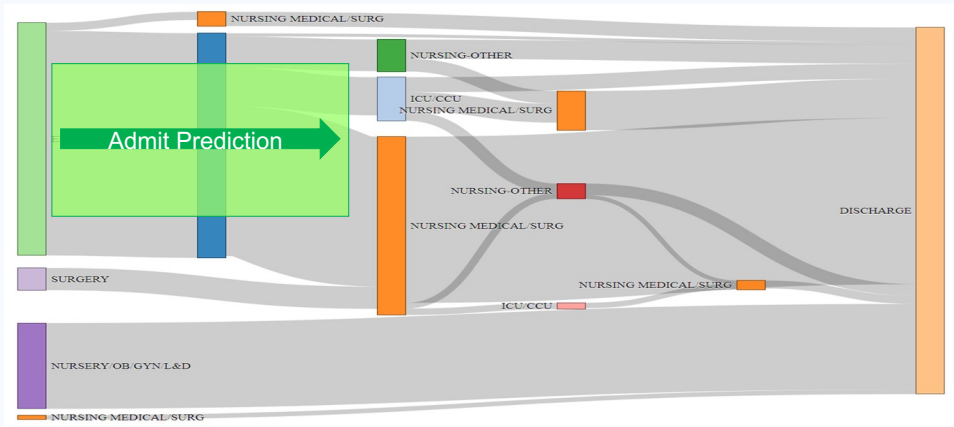 NURSING MEDICAL/SURG
NURSING-OTHER
ICU/CCU
NURSING MEDICAL/SURG
Admit Prediction
NURSING-OTHER
DISCHARGE
NURSING MEDICAL/SURG
SURGERY
NURSING MEDICAL/SURG
ICU/CCU
NURSERY/OB/GYN/L&D
NURSING MEDICAL/SURG